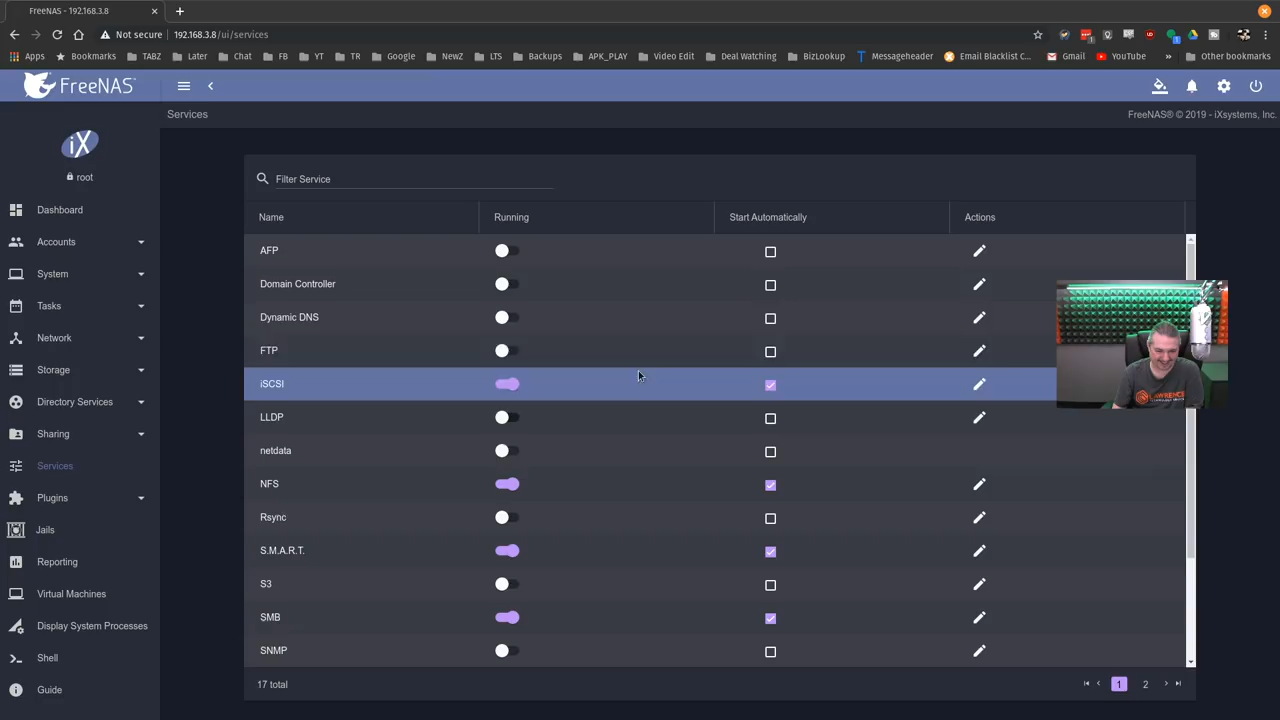 FreeNAS - 192.168.3.8
Not secure 192.168.3.8/ui/services
Apps Bookmarks TABZ Later Chat FB YT TR Google NewZ LTS Backups APK_PLAY Video Edit Deal Watching BizLookup Messageheader Email Blacklist C... Gmail YouTube » Other bookmarks
FreeNAS
Services FreeNAS® © 2019 - iXsystems, Inc.
iX
root
Dashboard
Accounts
System
Tasks
Network
Storage
Directory Services
Sharing
Services
Plugins
Jails
Reporting
Virtual Machines
Display System Processes
Shell
Guide
Filter Service
Name Running Start Automatically Actions
AFP
Domain Controller
Dynamic DNS
FTP
iSCSI
LLDP
netdata
NFS
Rsync
S.M.A.R.T.
S3
SMB
SNMP
17 total 1 2
LAWRENCE